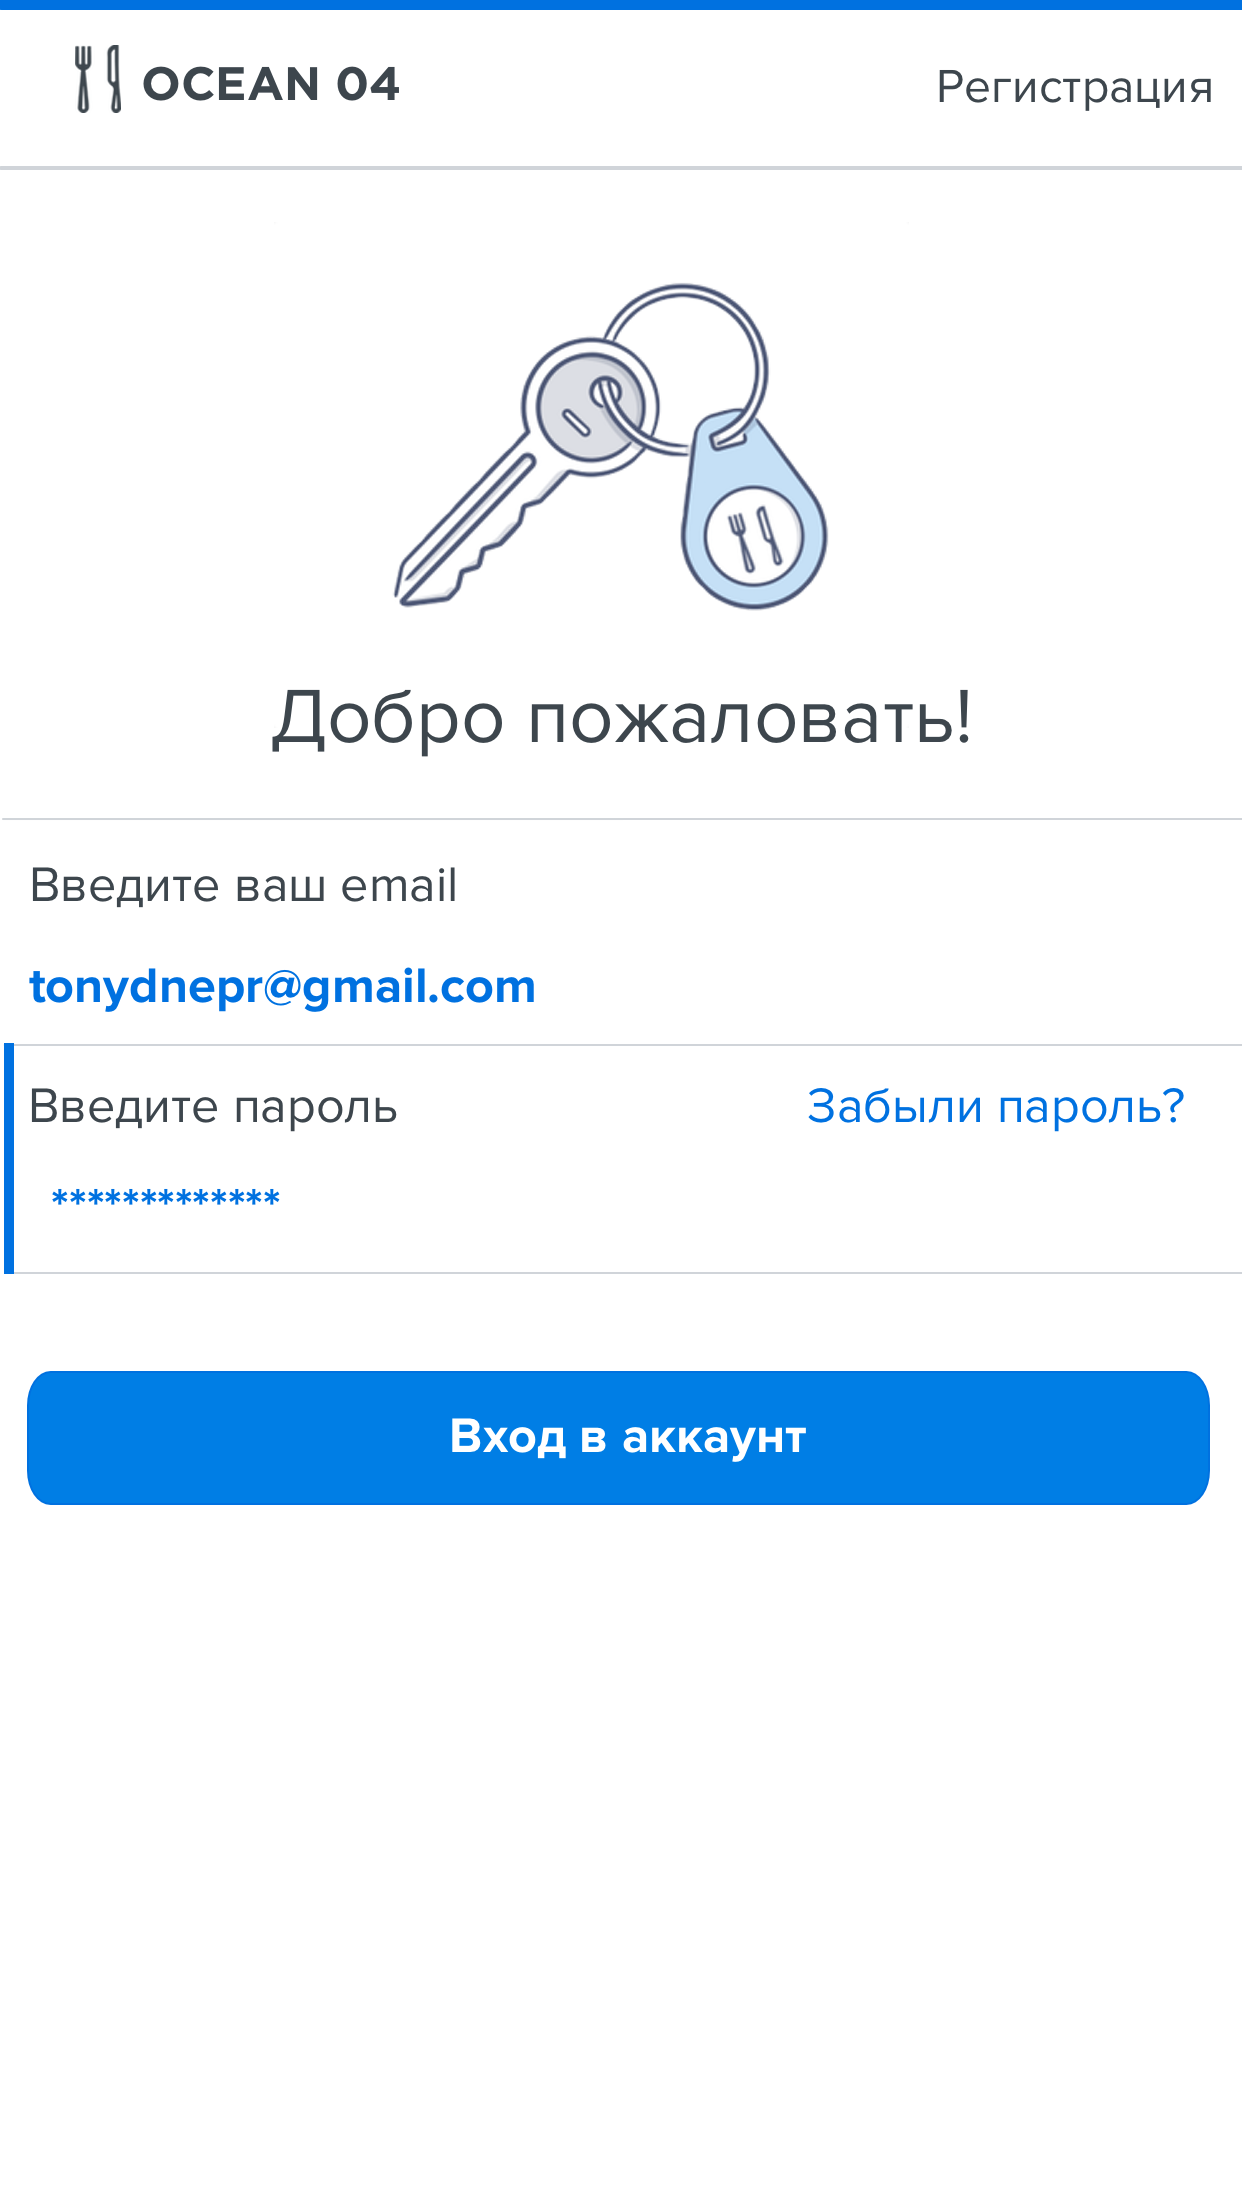 OCEAN 04
Регистрация
Добро пожаловать!
Введите ваш email
tonydnepr@gmail.com
Введите пароль
Забыли пароль?
*************
Вход в аккаунт